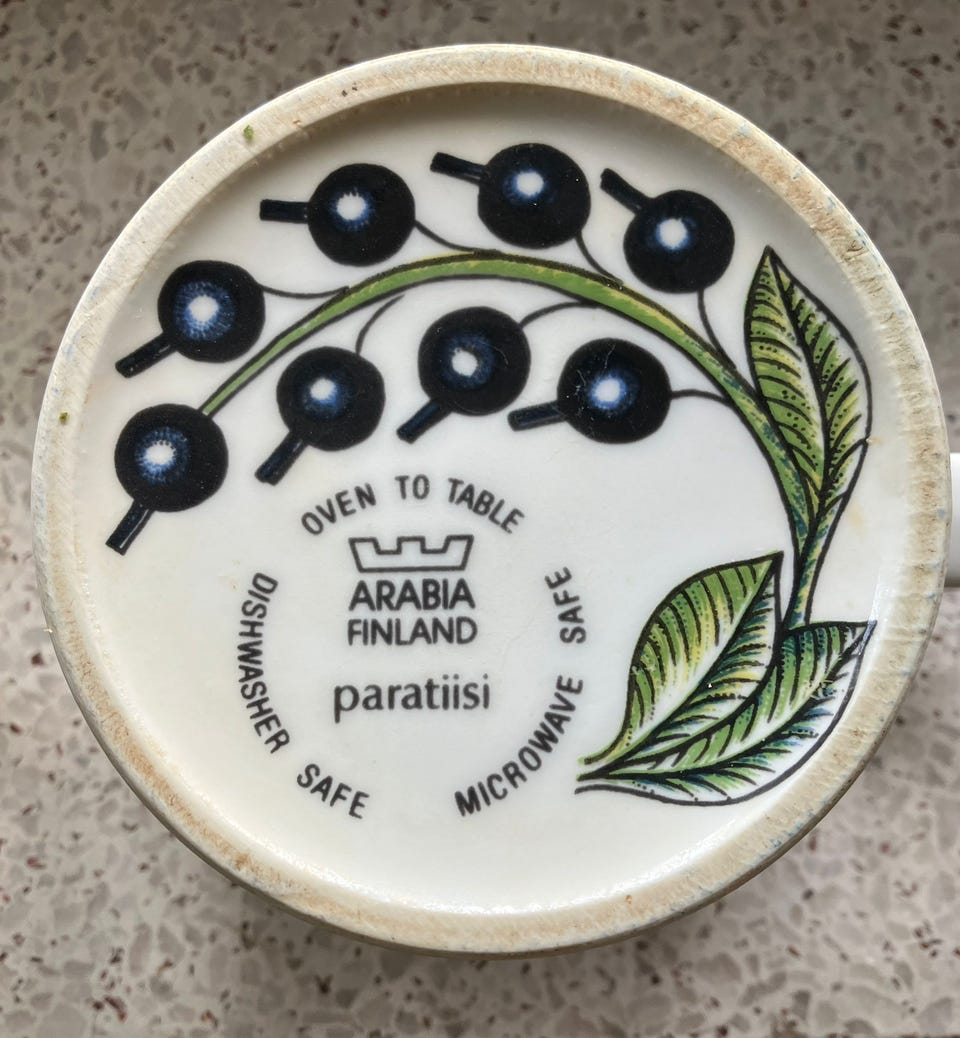 OVEN TO TABLE
ARABIA
FINLAND
paratiisi
DISHWASHER SAFE
MICROWAVE SAFE